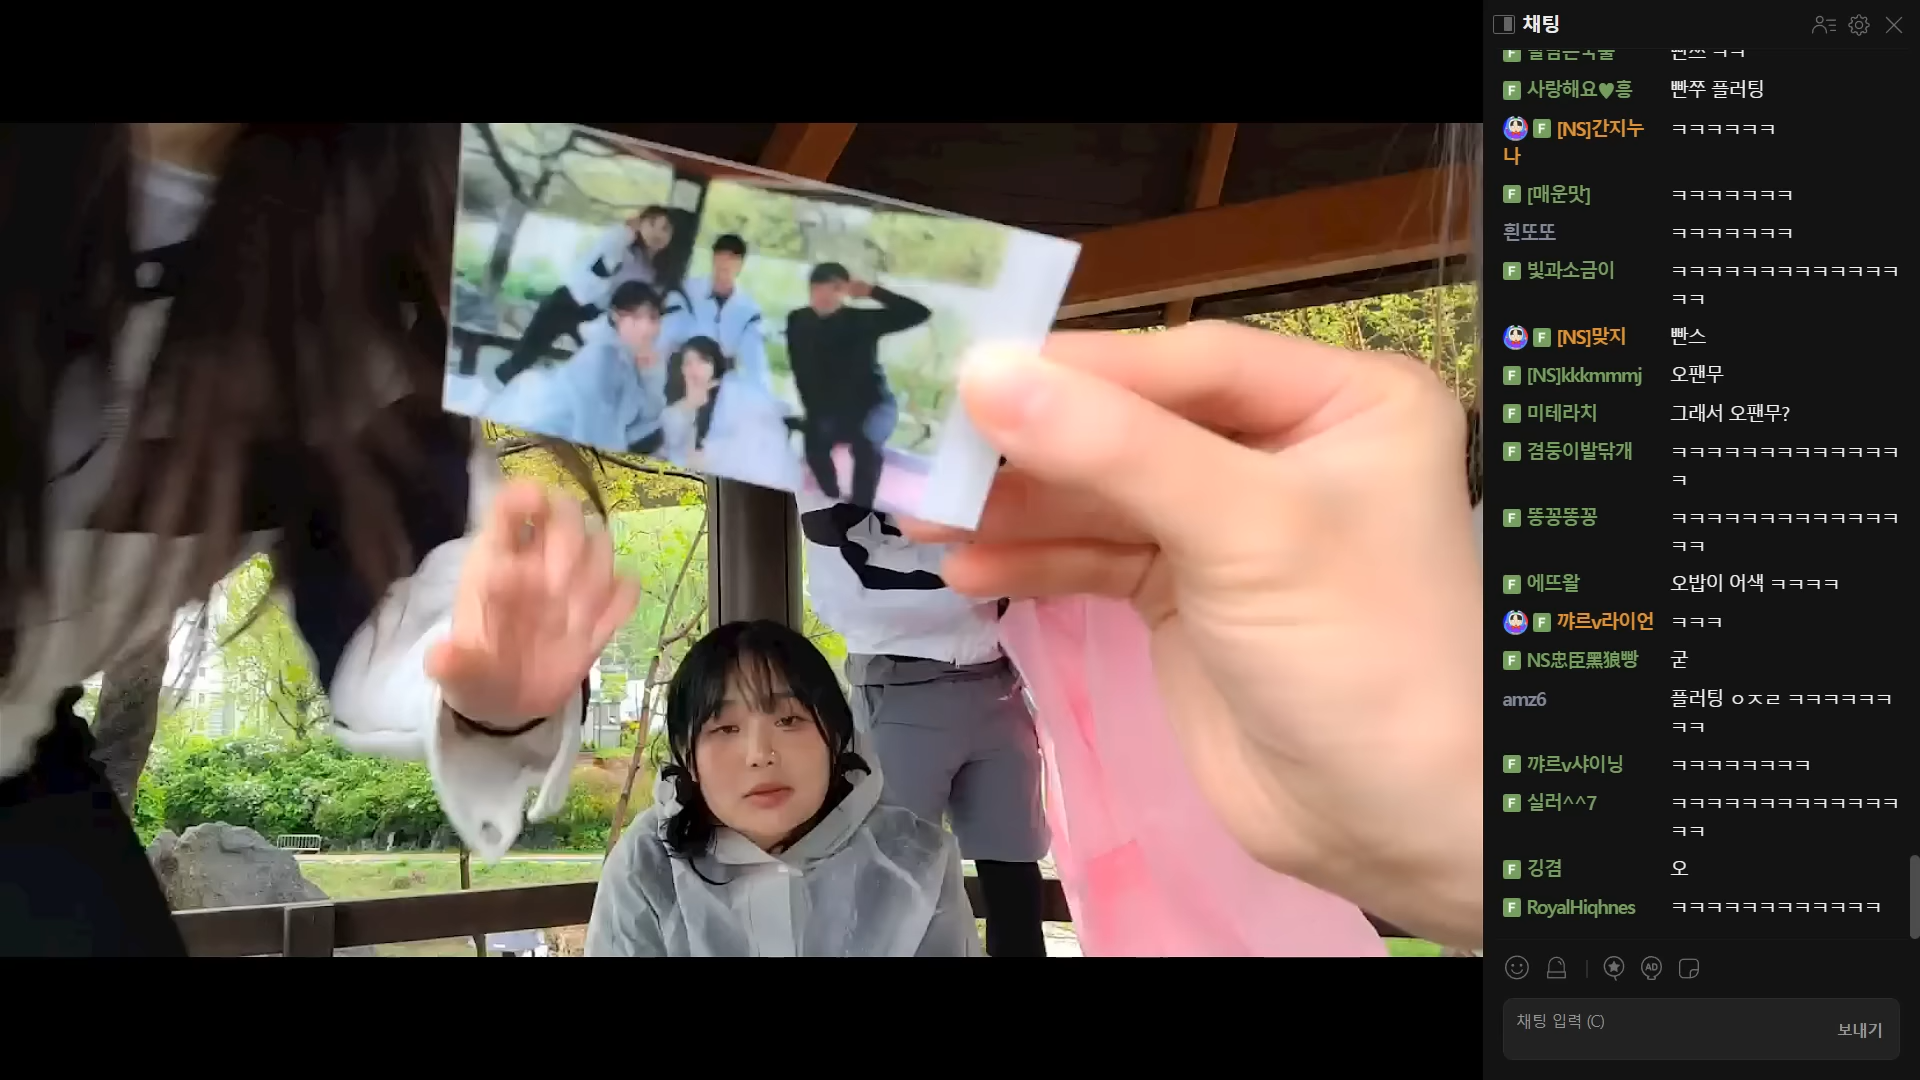 채팅
F 사랑해요♥흥 빤쭈 플러팅
F [NS]간지누 ㅋㅋㅋㅋㅋㅋ
나
F [매운맛] ㅋㅋㅋㅋㅋㅋㅋ
흰또또 ㅋㅋㅋㅋㅋㅋㅋ
F 빛과소금이 ㅋㅋㅋㅋㅋㅋㅋㅋㅋㅋㅋㅋㅋ
ㅋㅋ
F [NS]맞지 빤스
F [NS]kkkmmmj 오팬무
F 미테라치 그래서 오팬무?
F 겸둥이발닦개 ㅋㅋㅋㅋㅋㅋㅋㅋㅋㅋㅋㅋㅋ
ㅋ
F 똥꽁똥꽁 ㅋㅋㅋㅋㅋㅋㅋㅋㅋㅋㅋㅋㅋ
ㅋㅋ
F 에뜨왈 오밥이 어색 ㅋㅋㅋㅋ
F 꺄르v라이언 ㅋㅋㅋ
F NS忠臣黑狼빵 굳
amz6 플러팅 ㅇㅈㄹ ㅋㅋㅋㅋㅋㅋ
ㅋㅋ
F 꺄르v샤이닝 ㅋㅋㅋㅋㅋㅋㅋㅋ
F 실러^^7 ㅋㅋㅋㅋㅋㅋㅋㅋㅋㅋㅋㅋㅋ
ㅋㅋ
F 깅겸 오
F RoyalHiqhnes ㅋㅋㅋㅋㅋㅋㅋㅋㅋㅋㅋㅋ
AD
채팅 입력 (C)
보내기